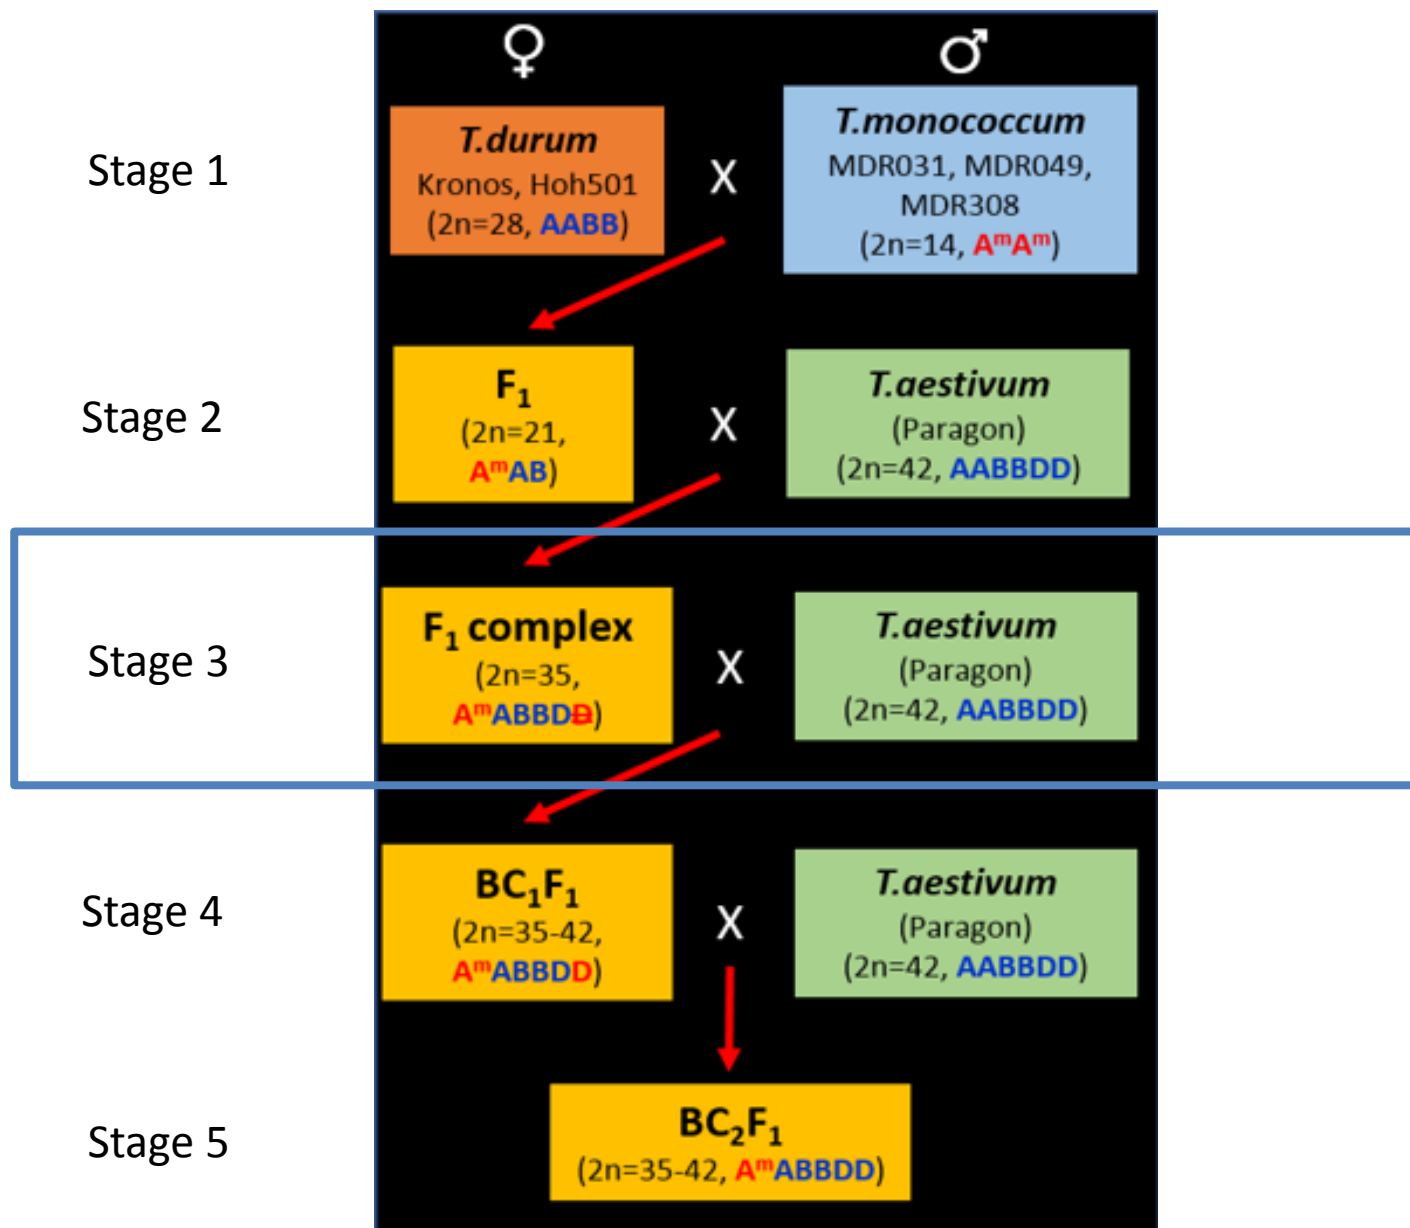 ♀ ♂
Stage 1
T.durum
Kronos, Hoh501
(2n=28, AABB)
X
T.monococcum
MDR031, MDR049,
MDR308
(2n=14, AᵐAᵐ)
Stage 2
F₁
(2n=21,
AᵐAB)
X
T.aestivum
(Paragon)
(2n=42, AABBDD)
Stage 3
F₁ complex
(2n=35,
AᵐABBDD)
X
T.aestivum
(Paragon)
(2n=42, AABBDD)
Stage 4
BC₁F₁
(2n=35-42,
AᵐABBDD)
X
T.aestivum
(Paragon)
(2n=42, AABBDD)
Stage 5
BC₂F₁
(2n=35-42, AᵐABBDD)